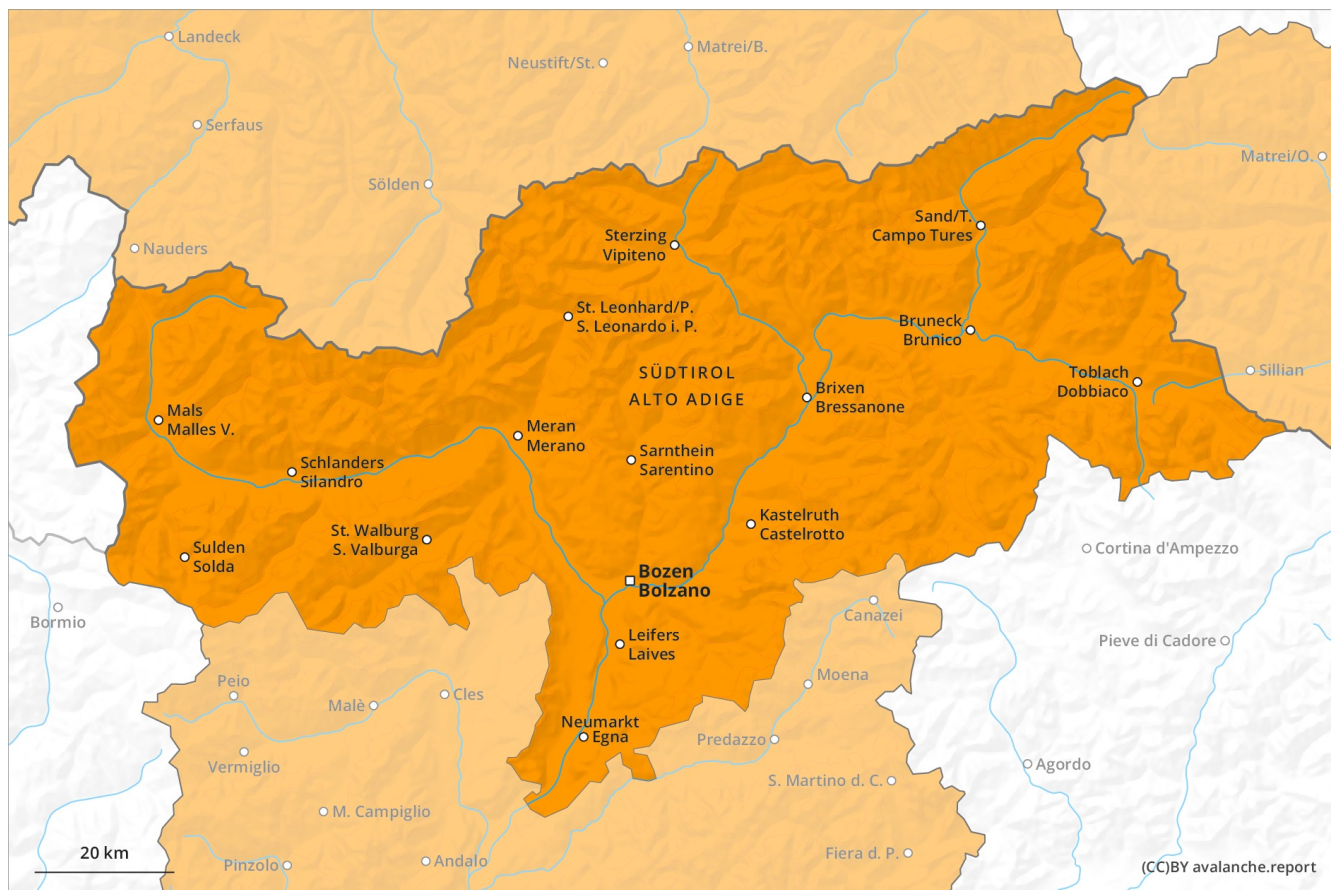 Landeck
Matrei/B.
Neustift/St.
Serfaus
Matrei/O.
Sölden
Sand/T.
Campo Tures
Sterzing
Vipiteno
Nauders
St. Leonhard/P.
S. Leonardo i. P.
Bruneck
Brunico
SÜDTIROL
ALTO ADIGE
Toblach
Dobbiaco
Sillian
Brixen
Bressanone
Mals
Malles V.
Meran
Merano
Schlanders
Silandro
Sarnthein
Sarentino
Kastelruth
Castelrotto
St. Walburg
S. Valburga
Sulden
Solda
Cortina d'Ampezzo
Bozen
Bolzano
Bormio
Canazei
Leifers
Laives
Pieve di Cadore
Peio
Moena
Malè
Cles
Neumarkt
Egna
Predazzo
Vermiglio
Agordo
S. Martino d. C.
M. Campiglio
20 km
Andalo
Fiera d. P.
Pinzolo
(CC)BY avalanche.report